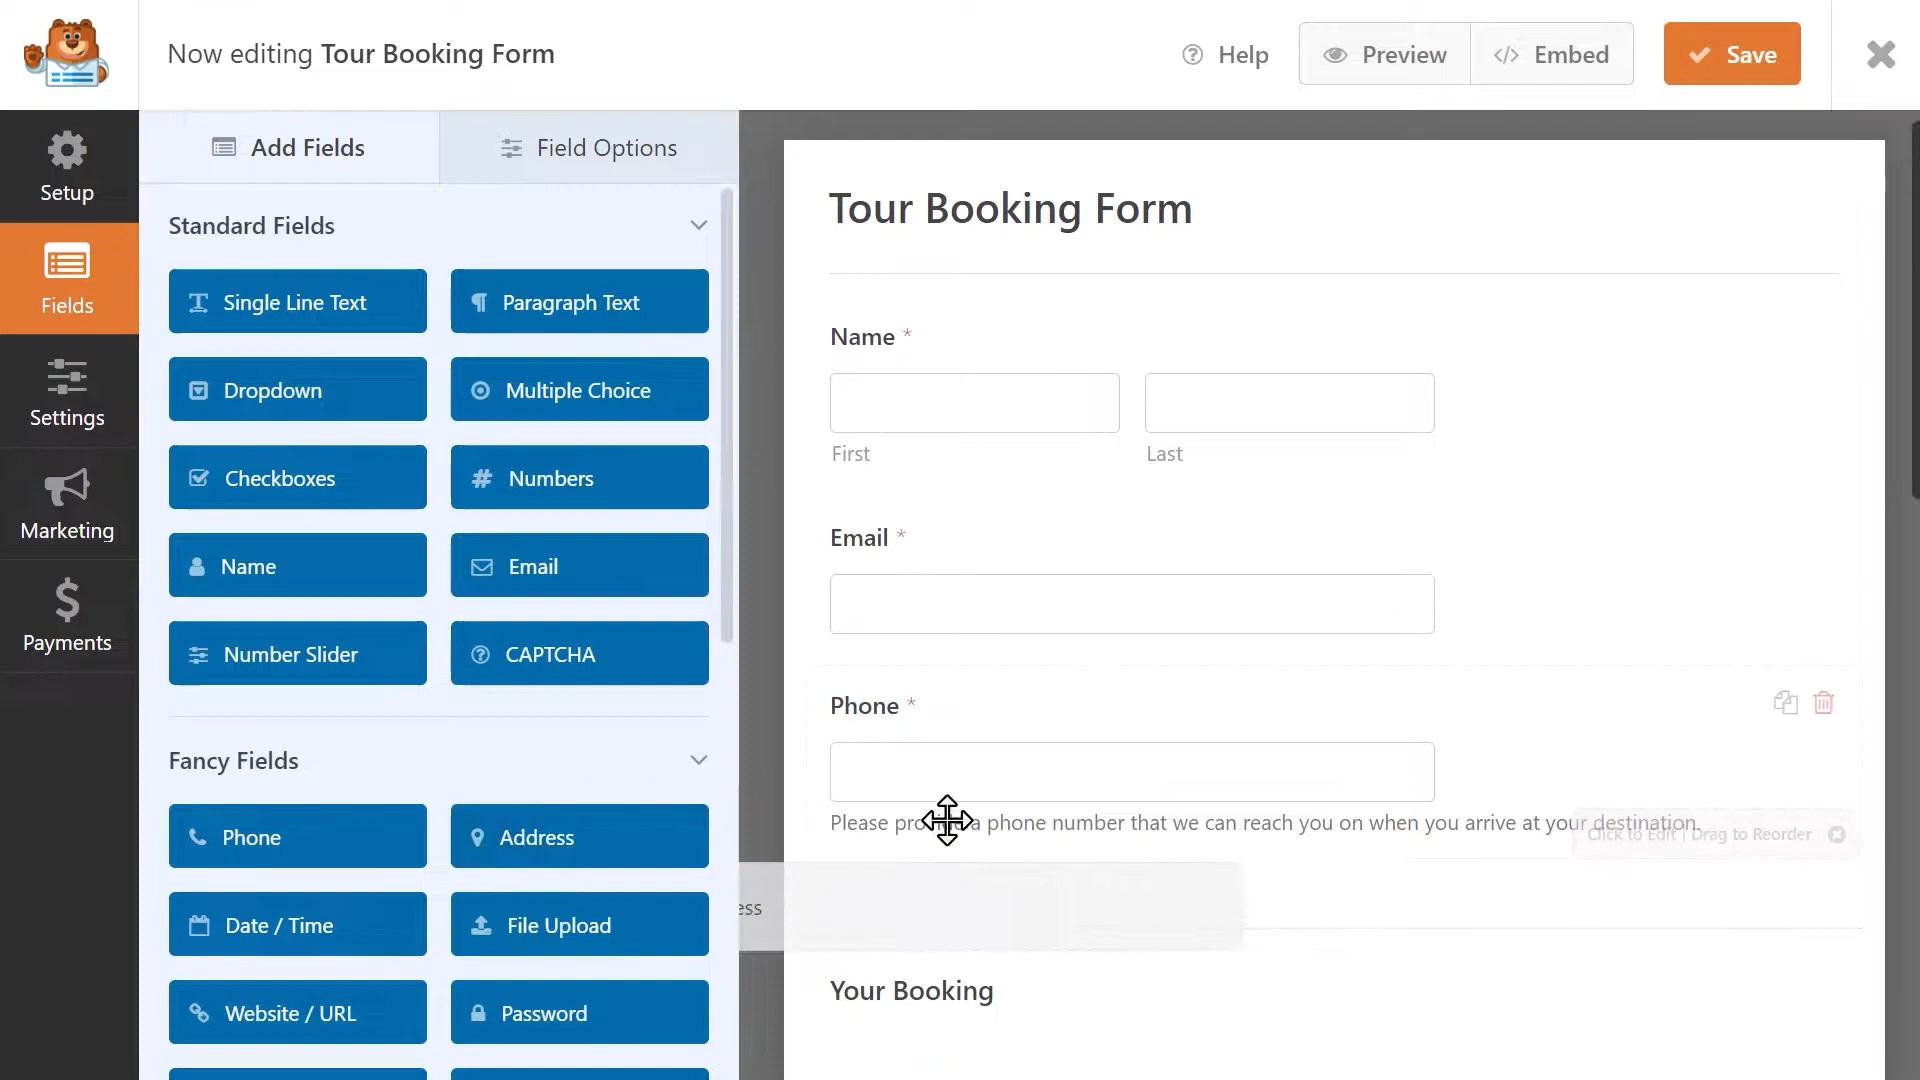 Now editing Tour Booking Form
Help
Preview
Embed
Save
Setup
Fields
Settings
Marketing
Payments
Add Fields
Field Options
Standard Fields
Single Line Text
Paragraph Text
Dropdown
Multiple Choice
Checkboxes
Numbers
Name
Email
Number Slider
CAPTCHA
Fancy Fields
Phone
Address
Date / Time
File Upload
Website / URL
Password
Tour Booking Form
Name *
First
Last
Email *
Phone *
Please provide a phone number that we can reach you on when you arrive at your destination.
Click to Edit | Drag to Reorder
ess
Your Booking